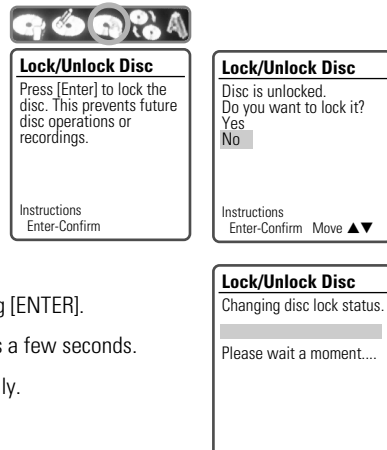 Lock/Unlock Disc
Press [Enter] to lock the
disc. This prevents future
disc operations or
recordings.
Instructions
Enter-Confirm
Lock/Unlock Disc
Disc is unlocked.
Do you want to lock it?
Yes
No
Instructions
Enter-Confirm Move ▲▼
[ENTER].
a few seconds.
Lock/Unlock Disc
Changing disc lock status.
Please wait a moment....